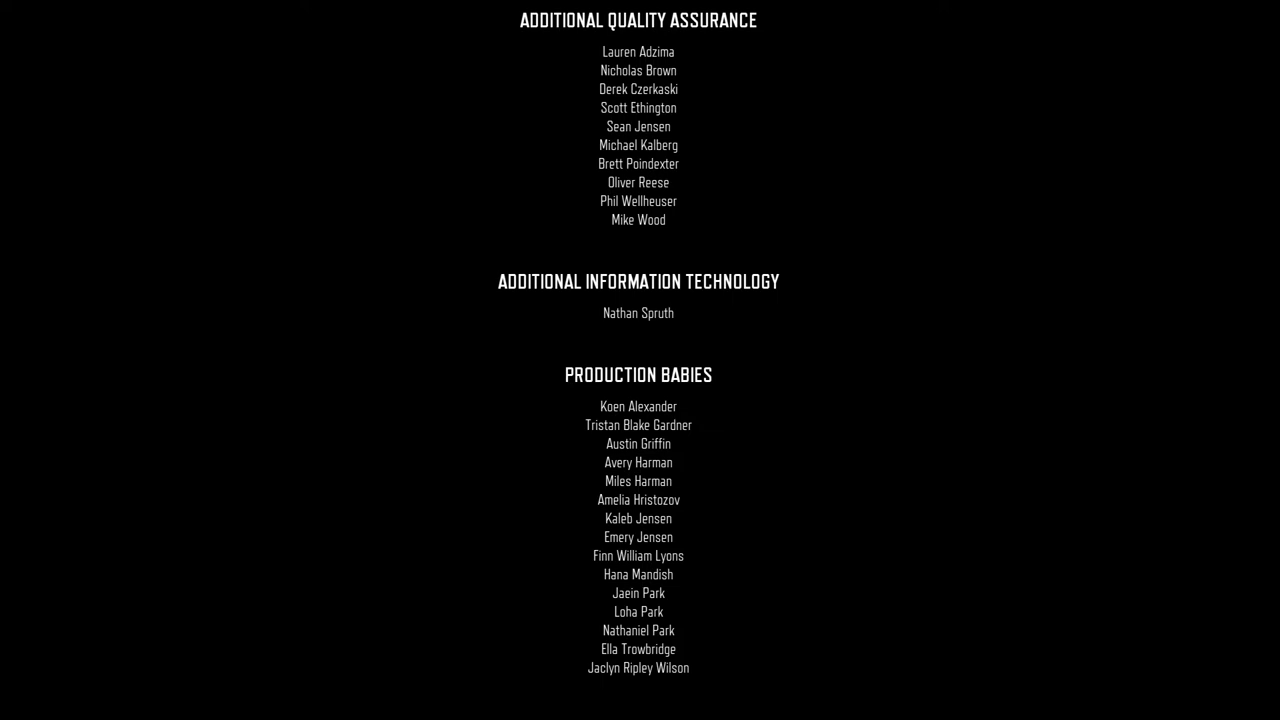 ADDITIONAL QUALITY ASSURANCE
Lauren Adzima
Nicholas Brown
Derek Czerkaski
Scott Ethington
Sean Jensen
Michael Kalberg
Brett Poindexter
Oliver Reese
Phil Wellheuser
Mike Wood
ADDITIONAL INFORMATION TECHNOLOGY
Nathan Spruth
PRODUCTION BABIES
Koen Alexander
Tristan Blake Gardner
Austin Griffin
Avery Harman
Miles Harman
Amelia Hristozov
Kaleb Jensen
Emery Jensen
Finn William Lyons
Hana Mandish
Jaein Park
Loha Park
Nathaniel Park
Ella Trowbridge
Jaclyn Ripley Wilson